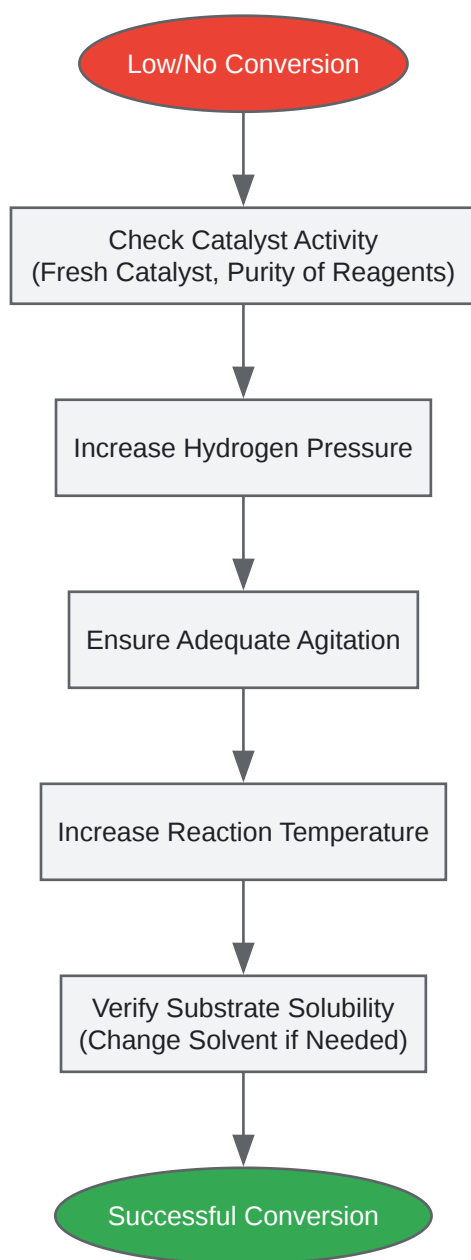 Low/No Conversion
Check Catalyst Activity
(Fresh Catalyst, Purity of Reagents)
Increase Hydrogen Pressure
Ensure Adequate Agitation
Increase Reaction Temperature
Verify Substrate Solubility
(Change Solvent if Needed)
Successful Conversion